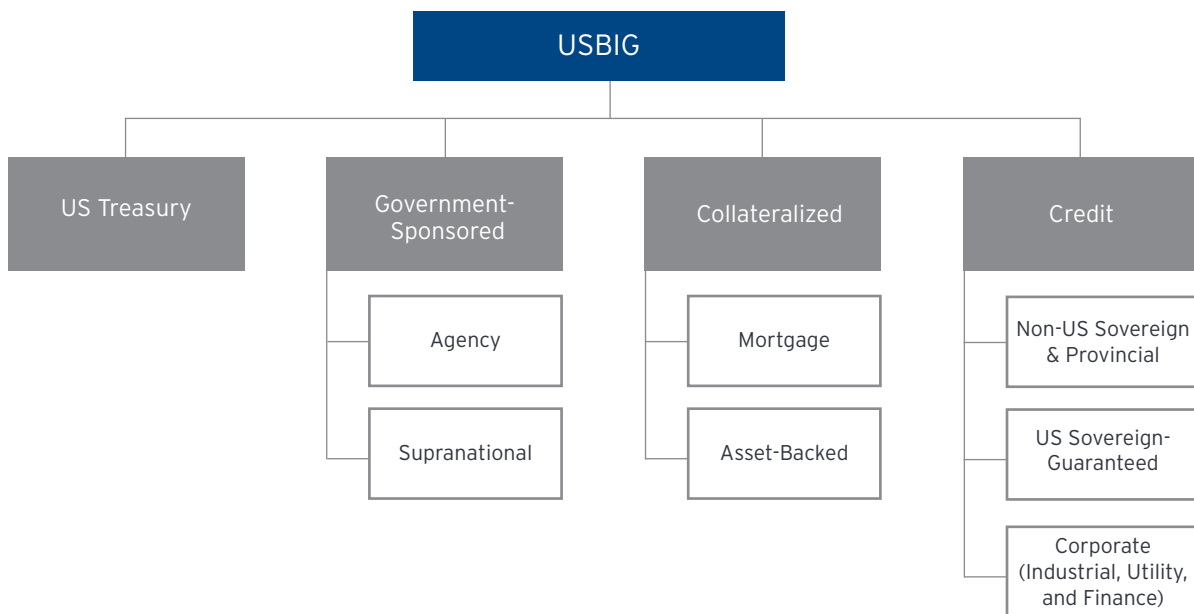 USBIG
US Treasury
Government-
Sponsored
Collateralized
Credit
Agency
Supranational
Mortgage
Asset-Backed
Non-US Sovereign
& Provincial
US Sovereign-
Guaranteed
Corporate
(Industrial, Utility,
and Finance)